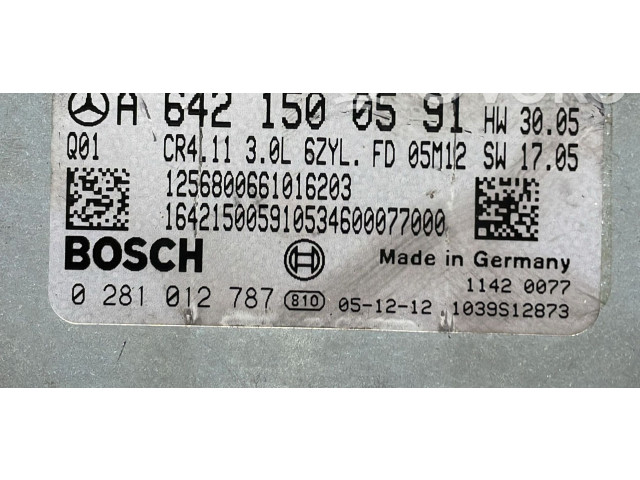 A 642 150 05 91 HW 30.05
Q01 CR4.11 3.0L 6ZYL. FD 05M12 SW 17.05
1256800661016203
164215005910534600077000
BOSCH Made in Germany
1142 0077
0 281 012 787 810 05-12-12 1039S12873